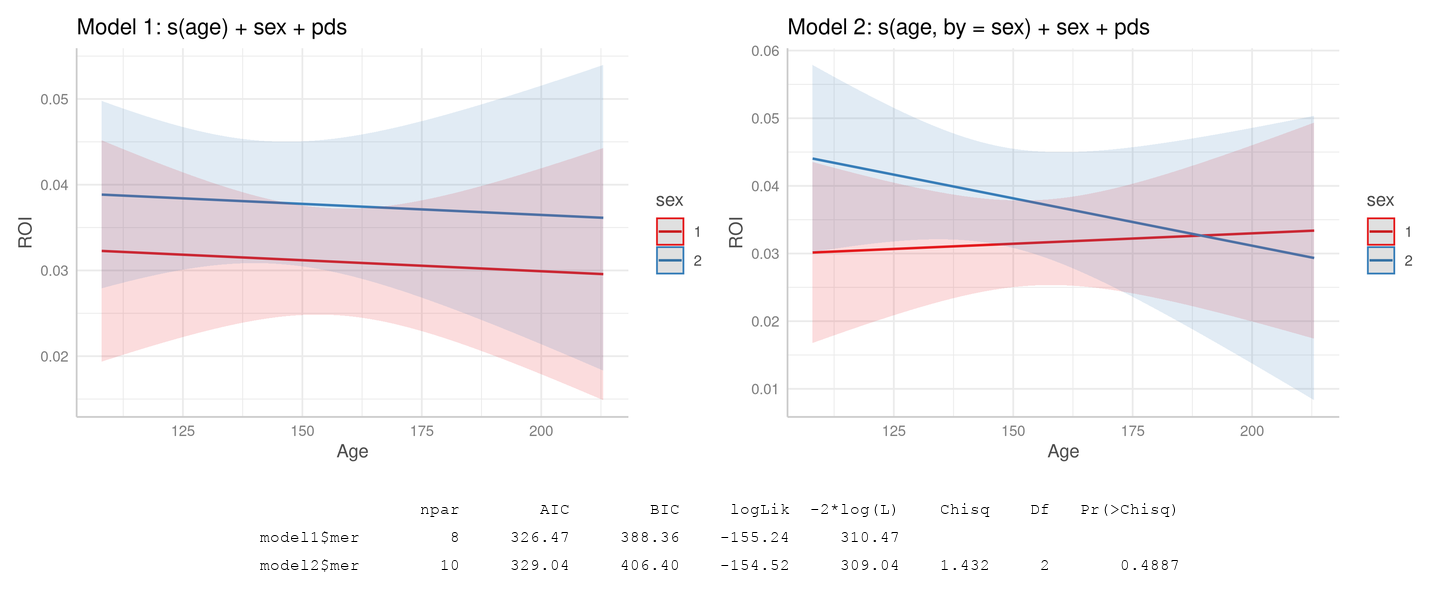 Model 1: s(age) + sex + pds
0.05
0.04
0.03
0.02
ROI
125 150 175 200
Age
sex
1
2
Model 2: s(age, by = sex) + sex + pds
0.06
0.05
0.04
0.03
0.02
0.01
ROI
125 150 175 200
Age
sex
1
2
npar AIC BIC logLik -2*log(L) Chisq Df Pr(>Chisq)
model1$mer 8 326.47 388.36 -155.24 310.47
model2$mer 10 329.04 406.40 -154.52 309.04 1.432 2 0.4887